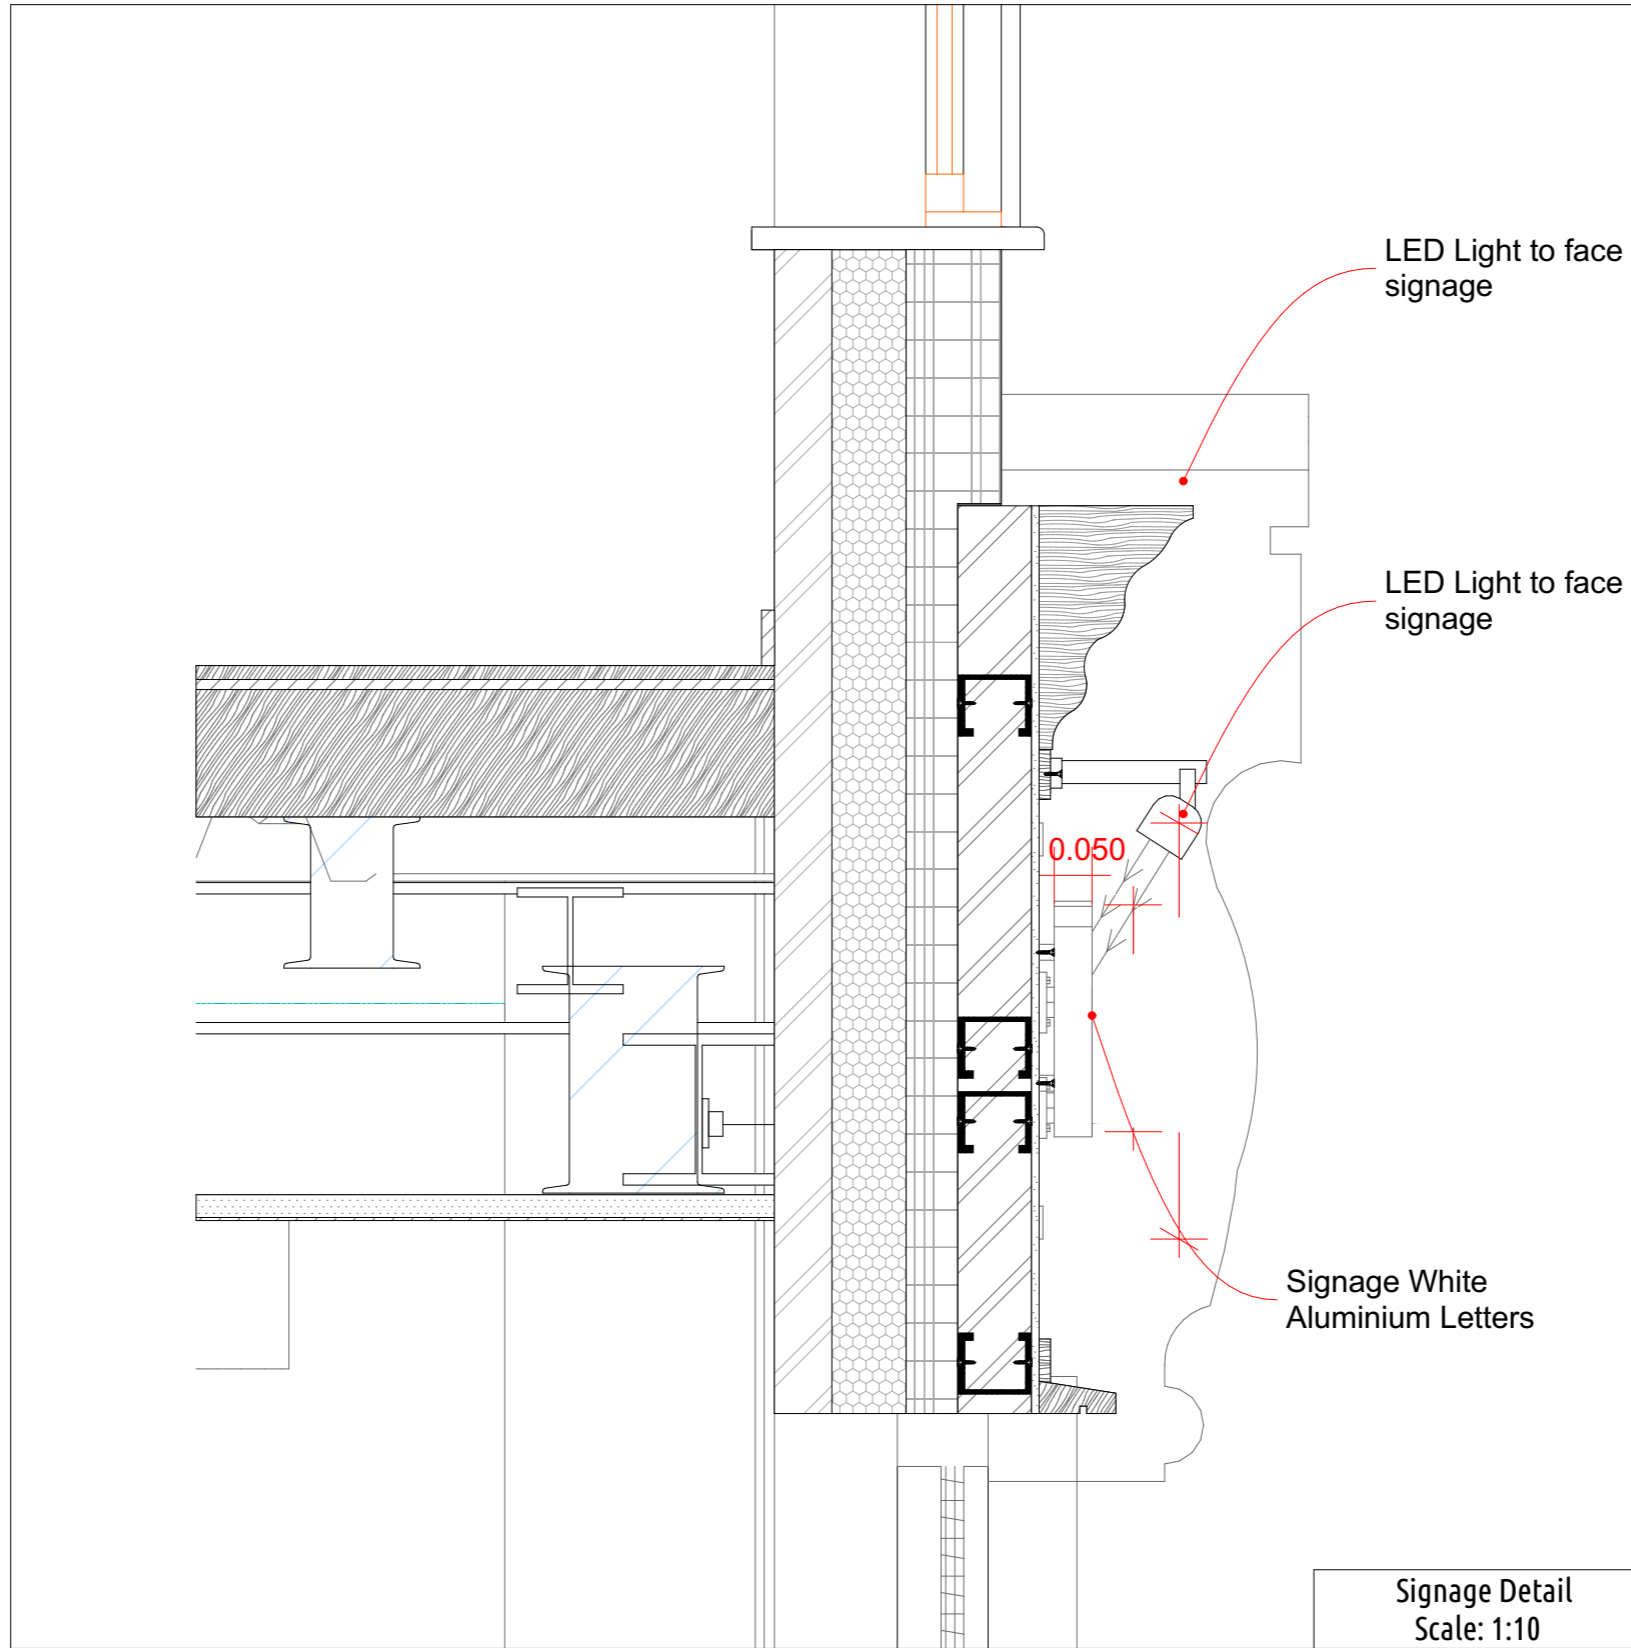 LED Light to face
signage
LED Light to face
signage
0.050
Signage White
Aluminium Letters
Signage Detail
Scale: 1:10